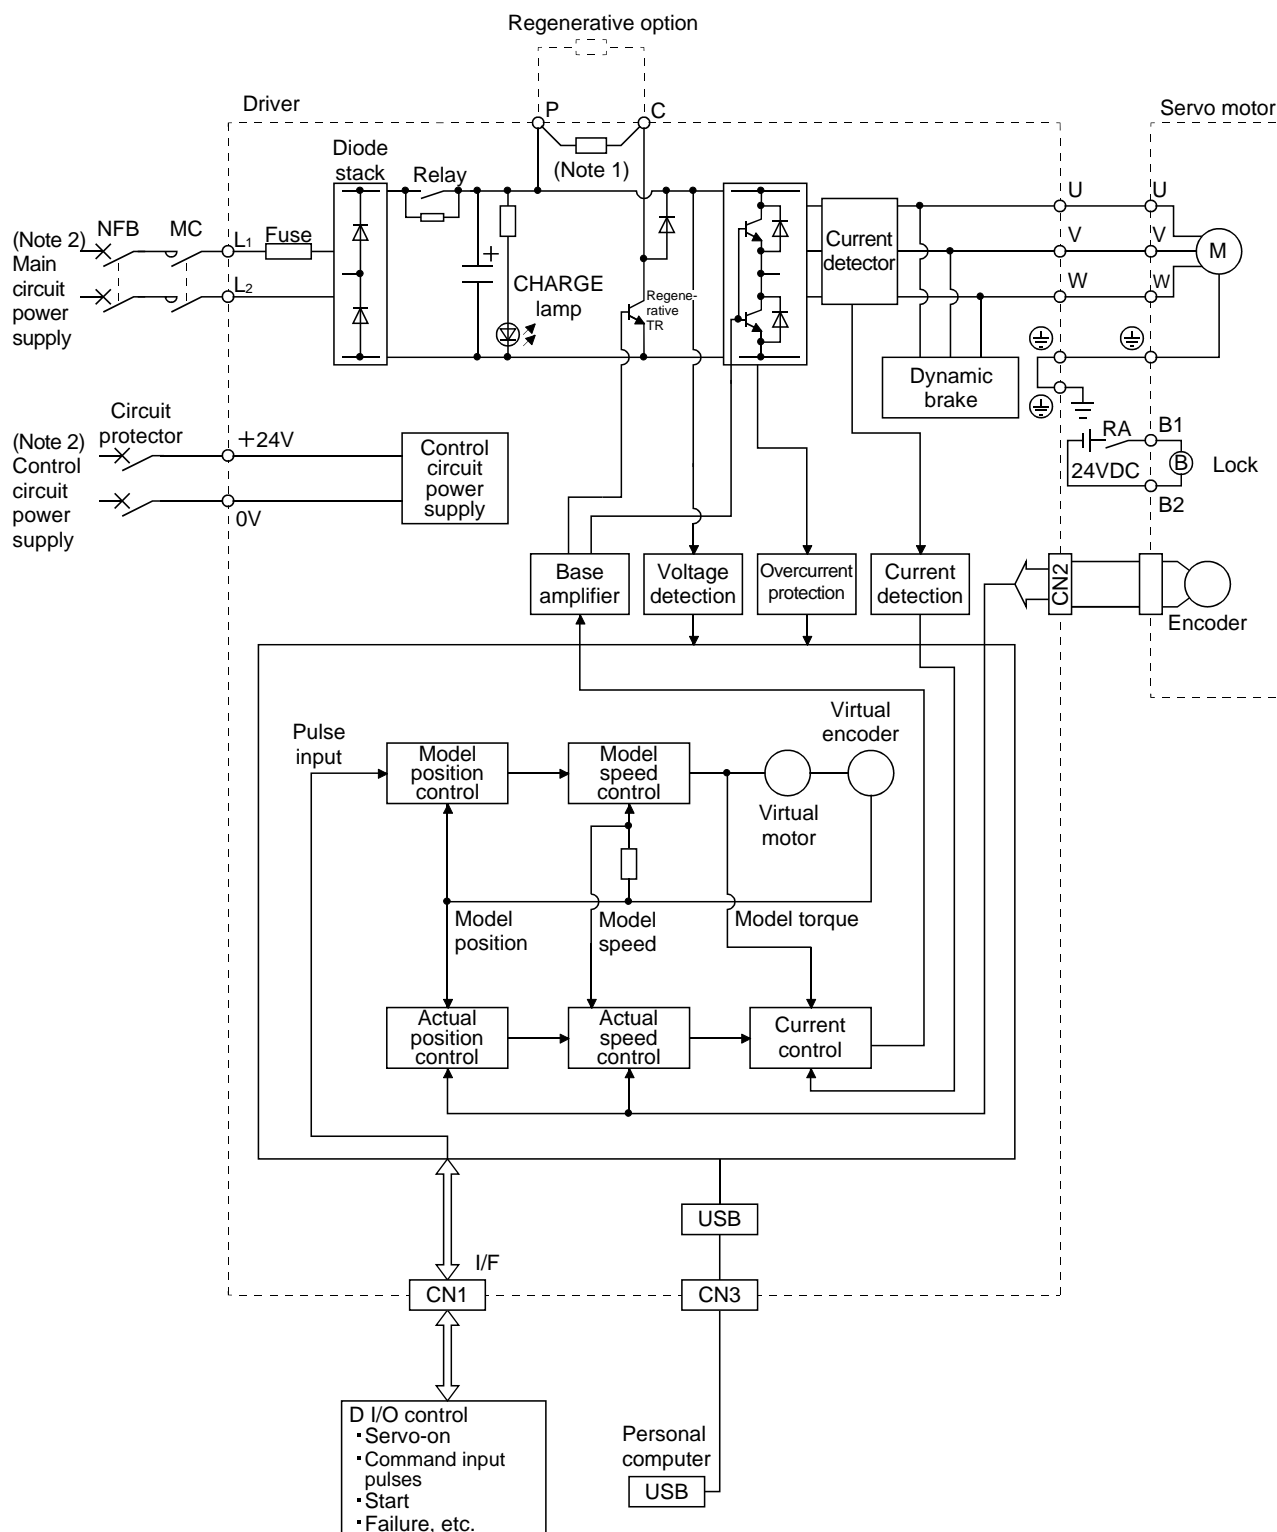 Regenerative option
Driver
P
C
Servo motor
Diode
stack
Relay
(Note 1)
U
U
NFB
MC
(Note 2)
Main
circuit
power
supply
L1
Fuse
L2
+
CHARGE
lamp
Regene-
rative
TR
Current
detector
V
V
M
W
W
Dynamic
brake
Circuit
protector
(Note 2)
Control
circuit
power
supply
+24V
0V
Control
circuit
power
supply
RA
B1
24VDC
B
Lock
B2
Base
amplifier
Voltage
detection
Overcurrent
protection
Current
detection
CN2
Encoder
Pulse
input
Model
position
control
Model
speed
control
Virtual
encoder
Virtual
motor
Model
position
Model
speed
Model torque
Actual
position
control
Actual
speed
control
Current
control
USB
I/F
CN1
CN3
D I/O control
・Servo-on
・Command input
pulses
・Start
・Failure, etc.
Personal
computer
USB